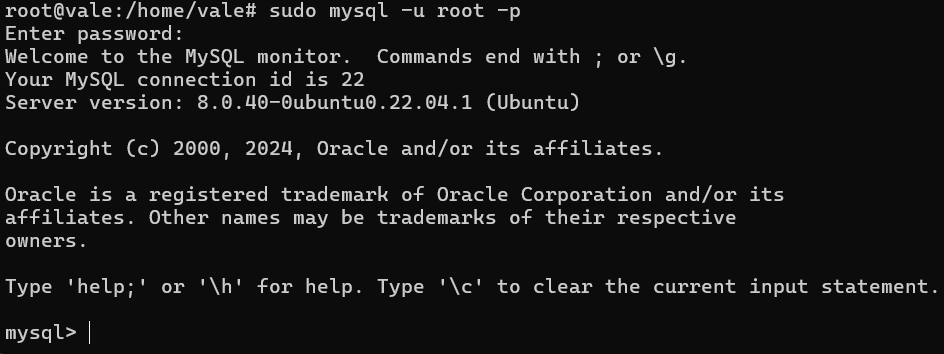 root@vale:/home/vale# sudo mysql -u root -p
Enter password:
Welcome to the MySQL monitor.  Commands end with ; or \g.
Your MySQL connection id is 22
Server version: 8.0.40-0ubuntu0.22.04.1 (Ubuntu)
Copyright (c) 2000, 2024, Oracle and/or its affiliates.
Oracle is a registered trademark of Oracle Corporation and/or its
affiliates. Other names may be trademarks of their respective
owners.
Type 'help;' or '\h' for help. Type '\c' to clear the current input statement.
mysql>